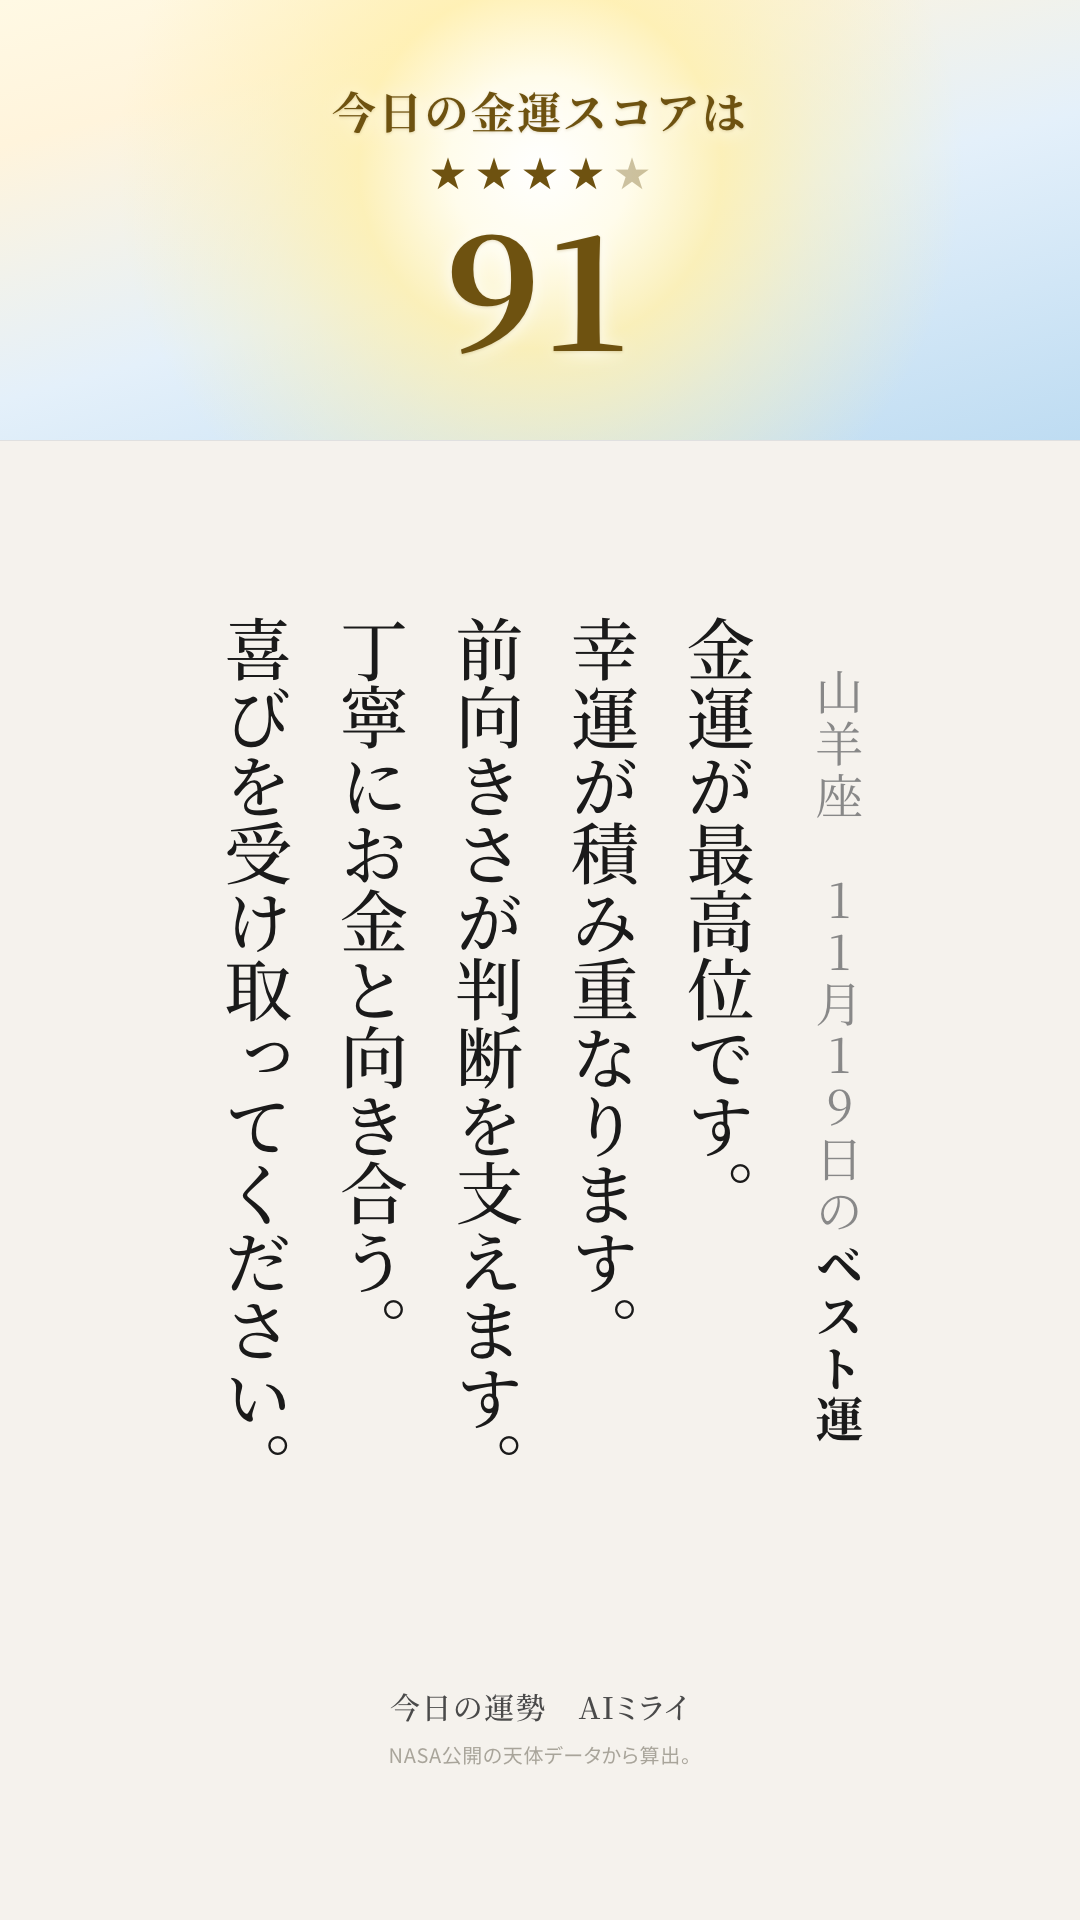 今日の金運スコアは
★★★★★
91
山羊座　11月19日のベスト運
金運が最高位です。
幸運が積み重なります。
前向きさが判断を支えます。
丁寧にお金と向き合う。
喜びを受け取ってください。
今日の運勢　AIミライ
NASA公開の天体データから算出。